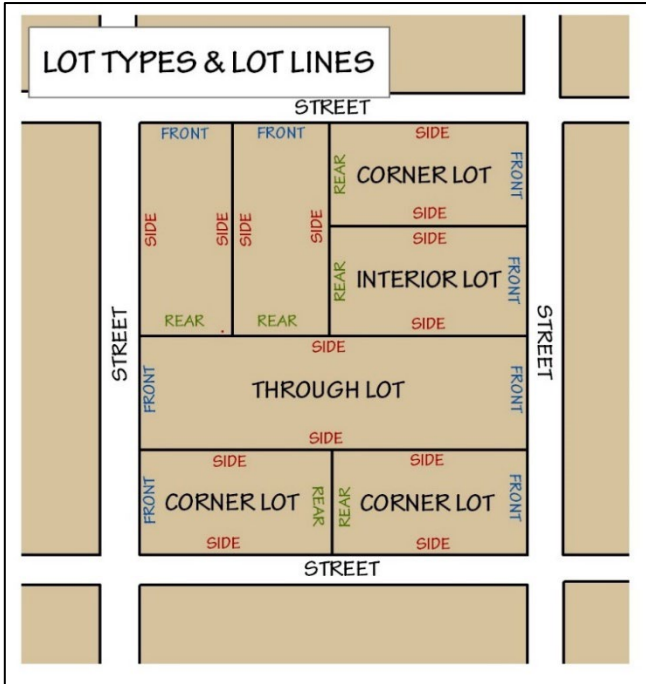 LOT TYPES & LOT LINES
STREET
FRONT
FRONT
SIDE
REAR
CORNER LOT
FRONT
SIDE
SIDE
SIDE
SIDE
SIDE
SIDE
REAR
INTERIOR LOT
FRONT
SIDE
REAR
REAR
STREET
STREET
SIDE
FRONT
THROUGH LOT
FRONT
SIDE
SIDE
SIDE
FRONT
CORNER LOT
REAR
REAR
CORNER LOT
FRONT
SIDE
SIDE
STREET